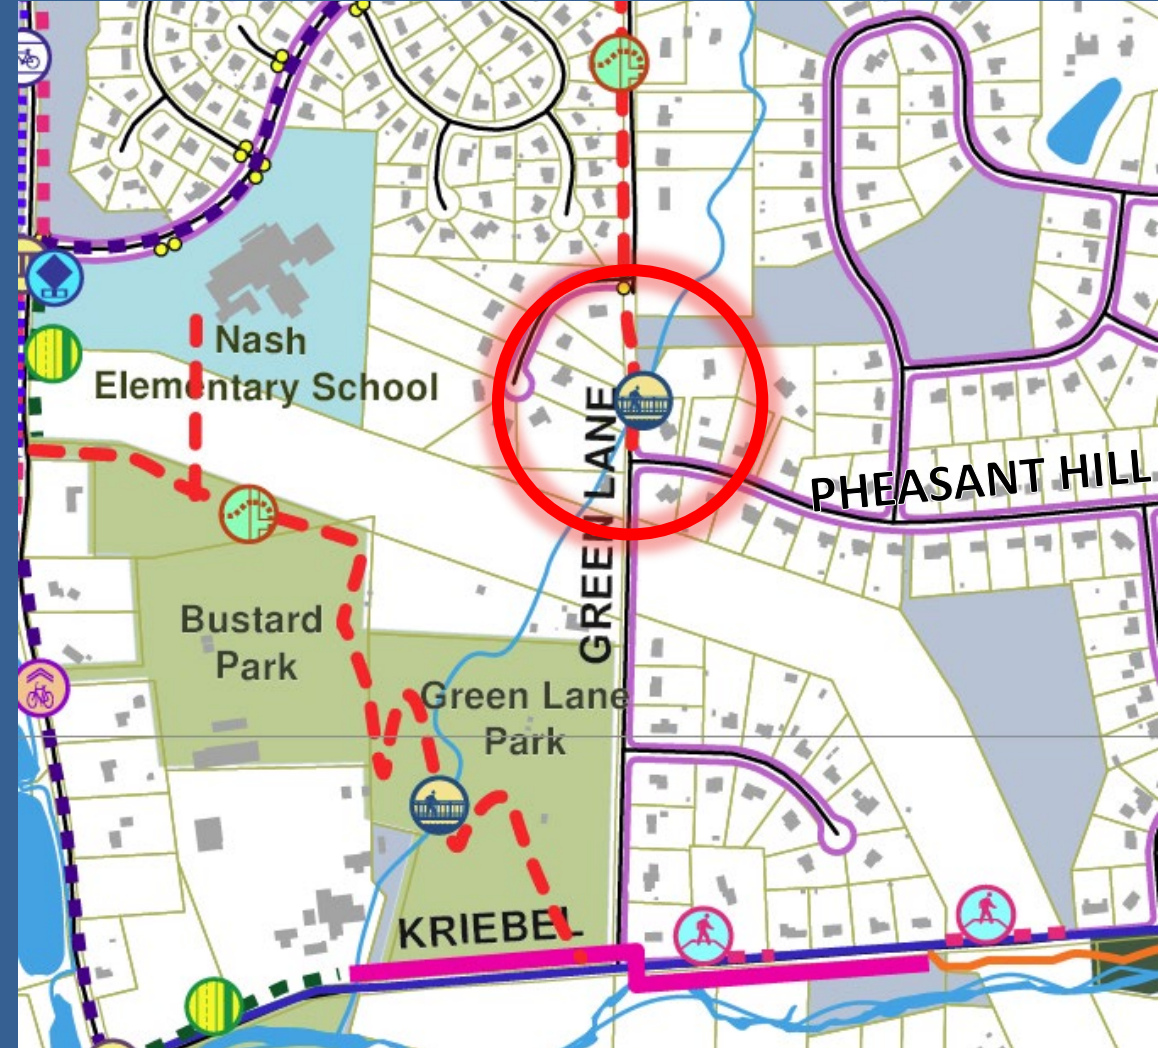 Nash
Elementary School
GREEN LANE
PHEASANT HILL
Bustard
Park
Green Lane
Park
KRIEBEL